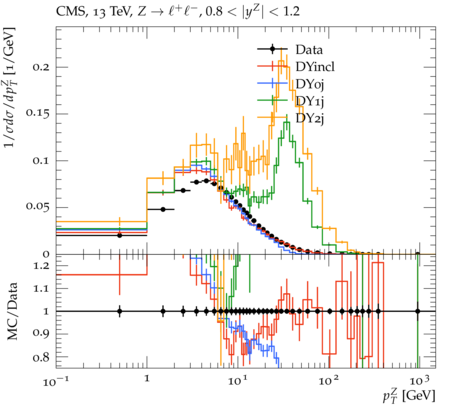 CMS, 13 TeV, Z → ℓ⁺ℓ⁻, 0.8 < |y^Z| < 1.2
1/σdσ/dp_T^Z [1/GeV]
Data
DYincl
DY0j
DY1j
DY2j
0.2
0.15
0.1
0.05
0
MC/Data
1.2
1.1
1
0.9
0.8
10⁻¹ 1 10¹ 10² 10³
p_T^Z [GeV]